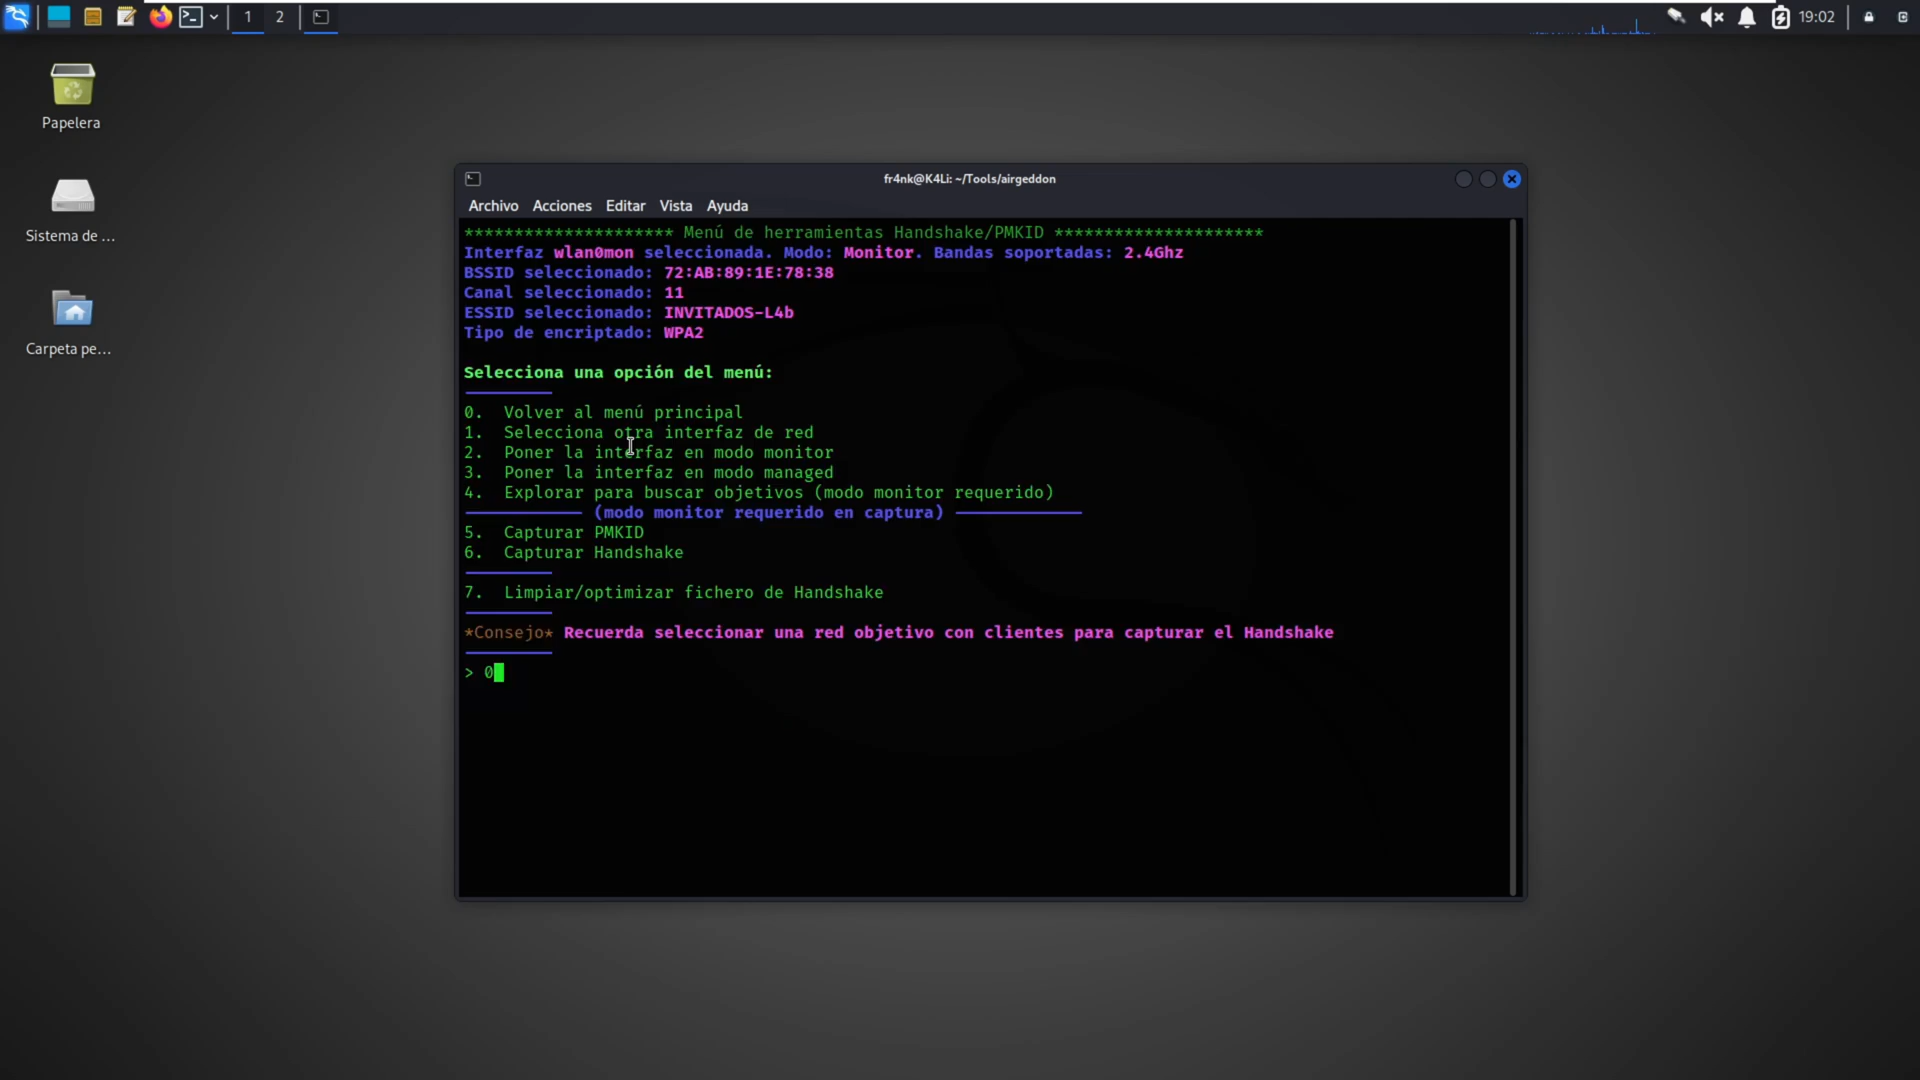 1 2 19:02
Papelera
Sistema de ...
Carpeta pe...
fr4nk@K4Li: ~/Tools/airgeddon
Archivo Acciones Editar Vista Ayuda
********************* Menú de herramientas Handshake/PMKID *********************
Interfaz wlan0mon seleccionada. Modo: Monitor. Bandas soportadas: 2.4Ghz
BSSID seleccionado: 72:AB:89:1E:78:38
Canal seleccionado: 11
ESSID seleccionado: INVITADOS-L4b
Tipo de encriptado: WPA2
Selecciona una opción del menú:
0. Volver al menú principal
1. Selecciona otra interfaz de red
2. Poner la interfaz en modo monitor
3. Poner la interfaz en modo managed
4. Explorar para buscar objetivos (modo monitor requerido)
(modo monitor requerido en captura)
5. Capturar PMKID
6. Capturar Handshake
7. Limpiar/optimizar fichero de Handshake
*Consejo* Recuerda seleccionar una red objetivo con clientes para capturar el Handshake
> 0